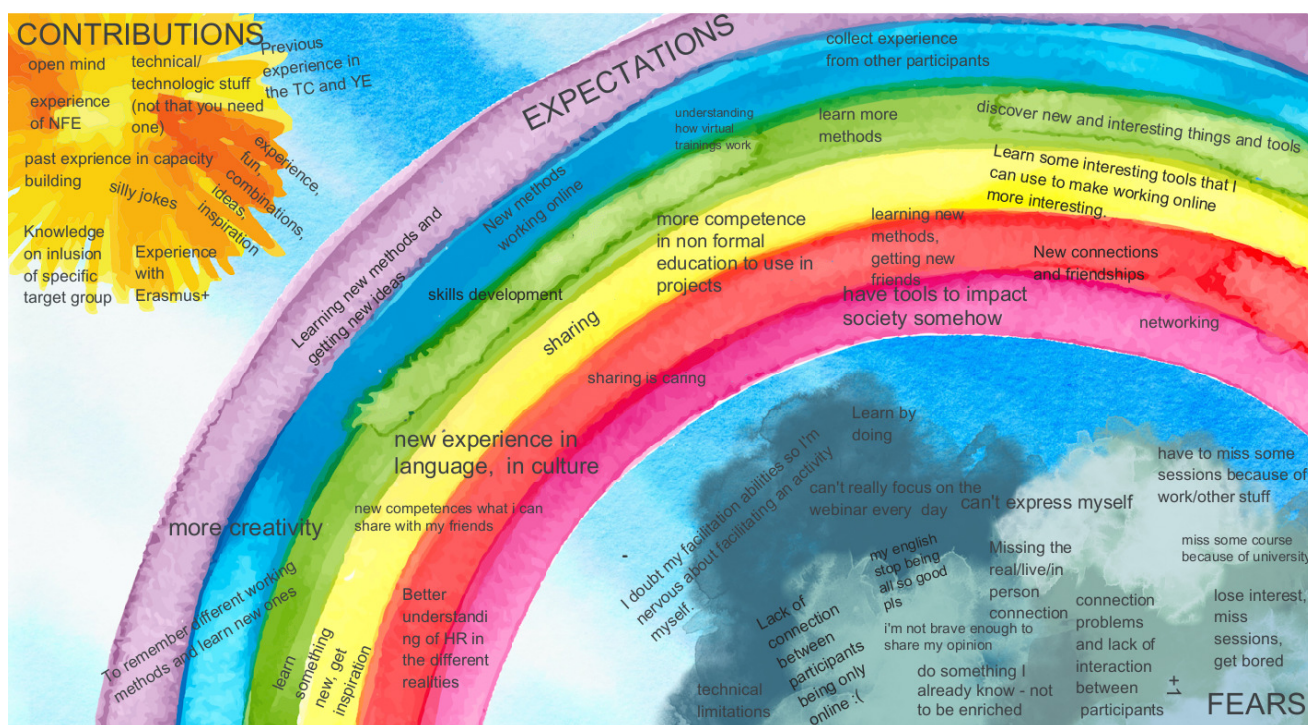 CONTRIBUTIONS
open mind
technical/
technologic stuff
(not that you need
one)
Previous
experience in
the TC and YE
experience
of NFE
past exprience in capacity
building
silly jokes
experience,
fun,
combinations,
ideas,
inspiration
Knowledge
on inlusion
of specific
target group
Experience
with
Erasmus+
EXPECTATIONS
collect experience
from other participants
understanding
how virtual
trainings work
learn more
methods
discover new and interesting things and tools
Learn some interesting tools that I
can use to make working online
more interesting.
New methods
working online
Learning new methods and
getting new ideas
skills development
more competence
in non formal
education to use in
projects
learning new
methods,
getting new
friends
New connections
and friendships
have tools to impact
society somehow
networking
sharing
sharing is caring
new experience in
language, in culture
new competences what i can
share with my friends
more creativity
To remember different working
methods and learn new ones
learn
something
new, get
inspiration
Better
understandi
ng of HR in
the different
realities
Learn by
doing
I doubt my facilitation abilities so I'm
nervous about facilitating an activity
myself.
can't really focus on the
webinar every day
can't express myself
have to miss some
sessions because of
work/other stuff
my english
stop being
all so good
pls
Missing the
real/live/in
person
connection
miss some course
because of university
Lack of
connection
between
participants
being only
online :(
i'm not brave enough to
share my opinion
connection
problems
and lack of
interaction
between
participants
+1
lose interest,
miss
sessions,
get bored
technical
limitations
do something I
already know - not
to be enriched
FEARS